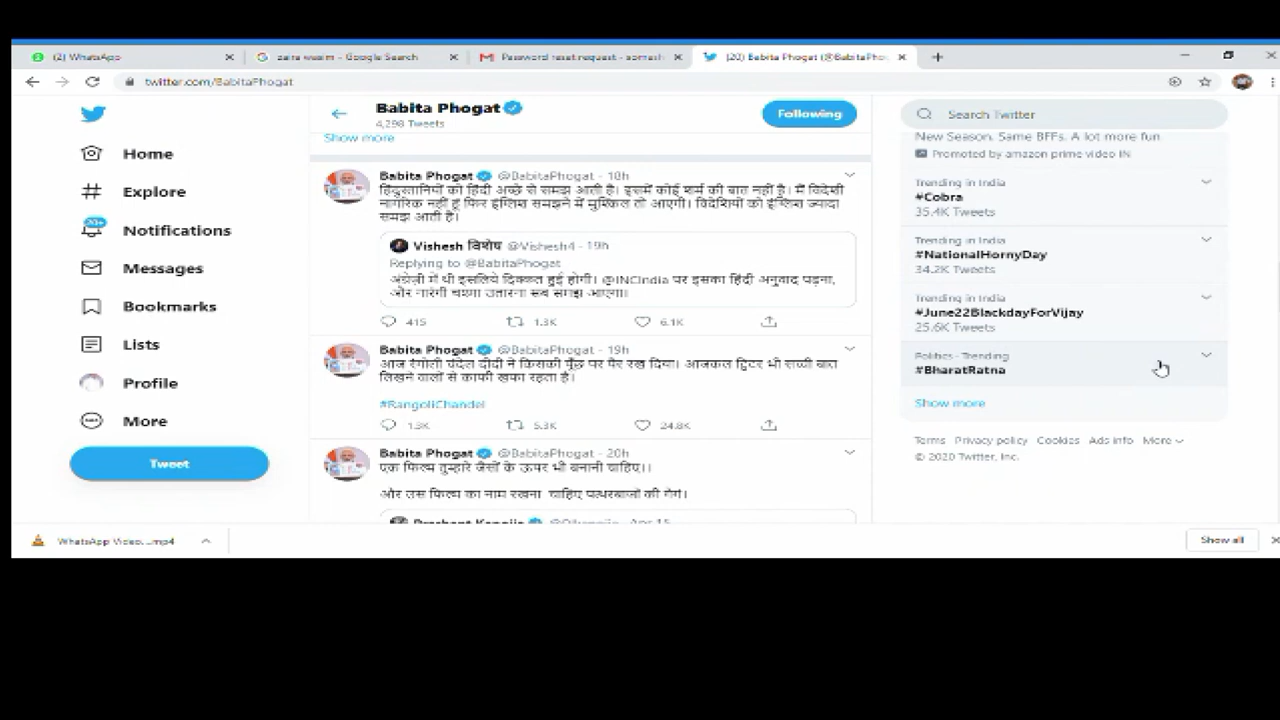 (2) WhatsApp
zaira wasim - Google Search
Password reset request - somash
(20) Babita Phogat (@BabitaPho
twitter.com/BabitaPhogat
Home
Explore
20+
Notifications
Messages
Bookmarks
Lists
Profile
More
Tweet
Babita Phogat
4,298 Tweets
Following
Show more
Babita Phogat @BabitaPhogat - 18h
हिंदुस्तानियों को हिंदी अच्छे से समझ आती है। इसमें कोई शर्म की बात नहीं है। मैं विदेशी
नागरिक नहीं हूं फिर इंग्लिश समझने में मुश्किल तो आएगी। विदेशियों को इंग्लिश ज्यादा
समझ आती है।
Vishesh विशेष @Vishesh4 - 19h
Replying to @BabitaPhogat
अंग्रेज़ी में थी इसलिये दिक्कत हुई होगी। @INCIndia पर इसका हिंदी अनुवाद पढ़ना,
और नारंगी चश्मा उतारना सब समझ आएगा।
415 1.3K 6.1K
Babita Phogat @BabitaPhogat - 19h
आज रंगोली चंदेल दीदी ने किसकी पूँछ पर पैर रख दिया। आजकल ट्विटर भी सच्ची बात
लिखने वालों से काफी खफा रहता है।
#RangoliChandel
1.3K 5.3K 24.8K
Babita Phogat @BabitaPhogat - 20h
एक फिल्म तुम्हारे जैसों के ऊपर भी बनानी चाहिए।।
और उस फिल्म का नाम रखना चाहिए पत्थरबाजों की गैंग।
Search Twitter
New Season. Same BFFs. A lot more fun.
Promoted by amazon prime video IN
Trending in India
#Cobra
35.4K Tweets
Trending in India
#NationalHornyDay
34.2K Tweets
Trending in India
#June22BlackdayForVijay
25.6K Tweets
Politics - Trending
#BharatRatna
Show more
Terms Privacy policy Cookies Ads info More
© 2020 Twitter, Inc.
WhatsApp Video....mp4
Show all